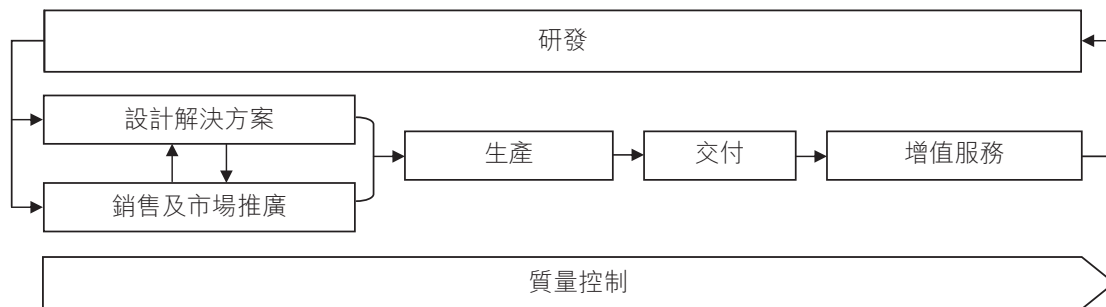 研發
設計解決方案
生產
交付
增值服務
銷售及市場推廣
質量控制